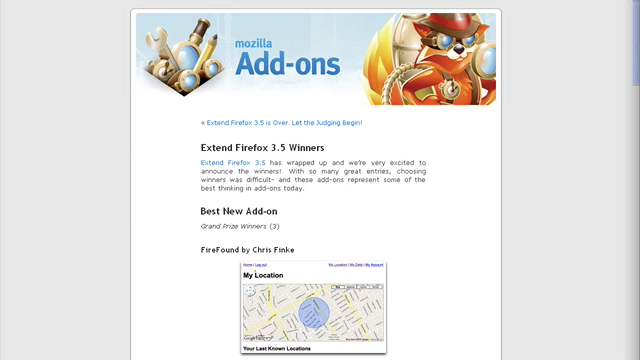 mozilla
Add-ons
« Extend Firefox 3.5 is Over. Let the Judging Begin!
Extend Firefox 3.5 Winners
Extend Firefox 3.5 has wrapped up and we're very excited to
announce the winners! With so many great entries, choosing
winners was difficult– and these add-ons represent some of the
best thinking in add-ons today.
Best New Add-on
Grand Prize Winners (3)
FireFound by Chris Finke
Home | Log out
My Location | My Data | My Account
My Location
Your Last Known Locations